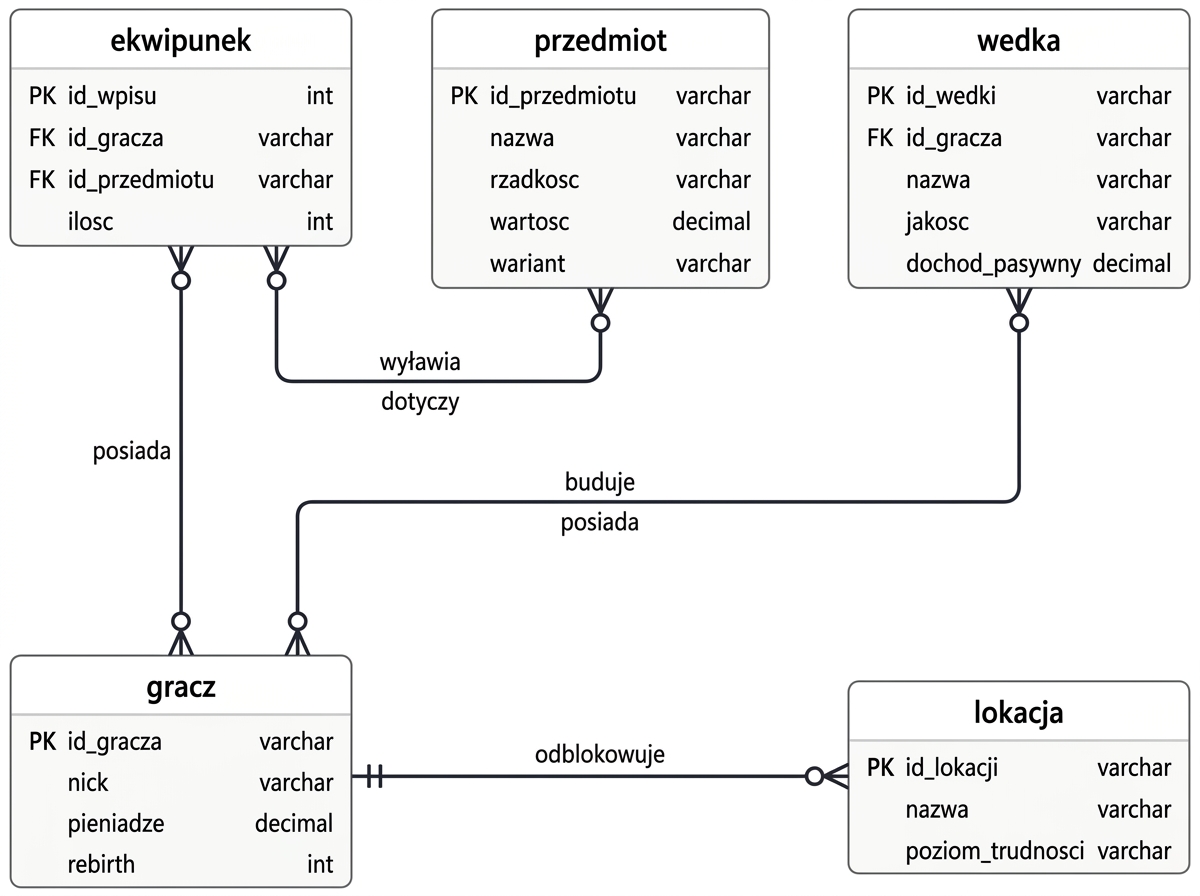 ekwipunek
PK id_wpisu int
FK id_gracza varchar
FK id_przedmiotu varchar
ilosc int
przedmiot
PK id_przedmiotu varchar
nazwa varchar
rzadkosc varchar
wartosc decimal
wariant varchar
wedka
PK id_wedki varchar
FK id_gracza varchar
nazwa varchar
jakosc varchar
dochod_pasywny decimal
wyławia
dotyczy
posiada
buduje
posiada
gracz
PK id_gracza varchar
nick varchar
pieniadze decimal
rebirth int
odblokowuje
lokacja
PK id_lokacji varchar
nazwa varchar
poziom_trudnosci varchar